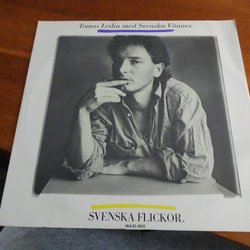 Tomas Ledin med Svenska Vänner.
SVENSKA FLICKOR.
MAXI-MIX